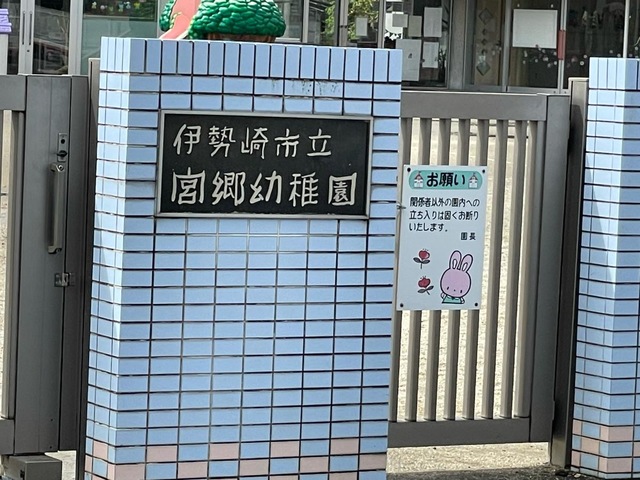 伊勢崎市立
宮郷幼稚園
お願い
関係者以外の園内への
立ち入りは固くお断り
いたします。
園長